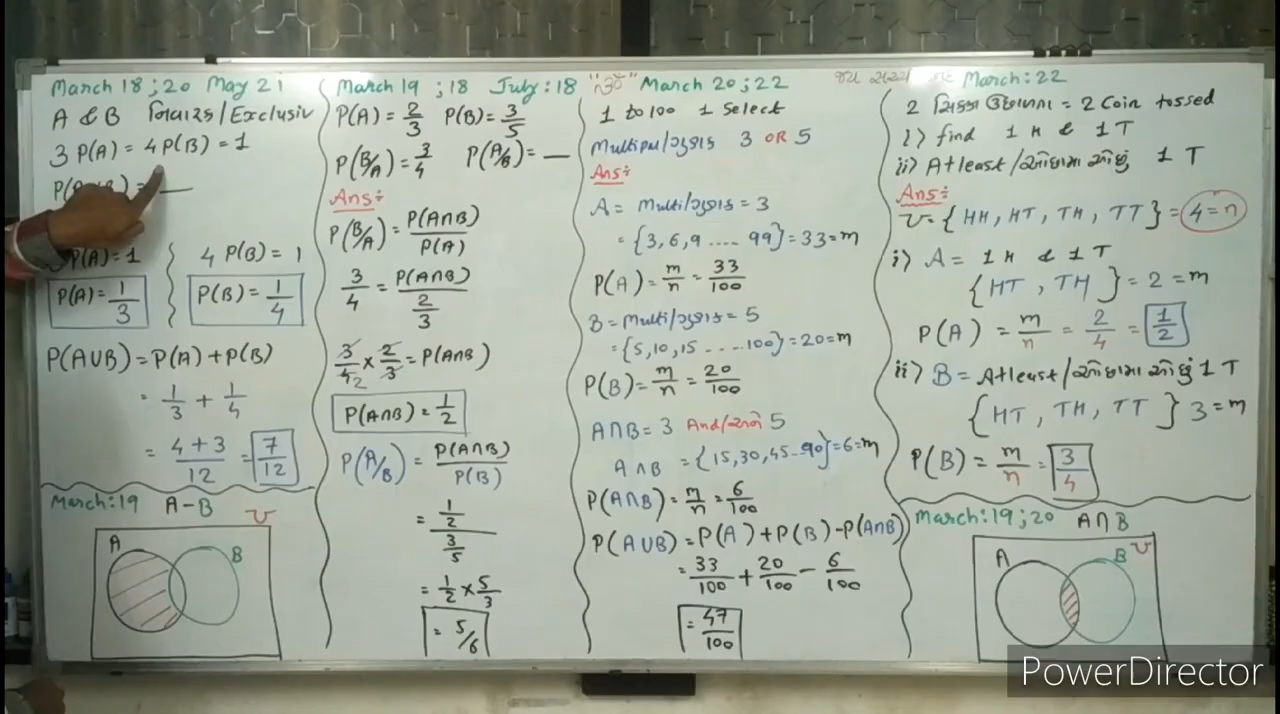 March 18 ; 20 May 21
A & B નિવારક / Exclusiv
3 P(A) = 4 P(B) = 1
P(A) = 1
4 P(B) = 1
P(A) = 1/3
P(B) = 1/4
P(A∪B) = P(A) + P(B)
= 1/3 + 1/4
= 4+3/12 = 7/12
March:19 A-B
U
A B
March 19 ; 18 July:18
P(A) = 2/3 P(B) = 3/5
P(B/A) = 3/4 P(A/B) = __
Ans:
P(B/A) = P(A∩B)/P(A)
3/4 = P(A∩B)/(2/3)
3/4 × 2/3 = P(A∩B)
2
P(A∩B) = 1/2
P(A/B) = P(A∩B)/P(B)
= (1/2)/(3/5)
= 1/2 × 5/3
= 5/6
March 20 ; 22
1 to 100 1 Select
Multipal/ગુણાંક 3 OR 5
Ans:
A = Multi/ગુણાંક = 3
= {3, 6, 9 ..... 99} = 33 = m
P(A) = m/n = 33/100
B = Multi/ગુણાંક = 5
= {5, 10, 15 .....100} = 20 = m
P(B) = m/n = 20/100
A∩B = 3 And/અને 5
A∩B = {15, 30, 45 -- 90} = 6 = m
P(A∩B) = m/n = 6/100
P(A∪B) = P(A) + P(B) - P(A∩B)
= 33/100 + 20/100 - 6/100
= 47/100
March:22
2 સિક્કા ઉછાળતા = 2 Coin tossed
i) find 1 H & 1 T
ii) Atleast/ઓછામાં ઓછું 1 T
Ans:
U = {HH, HT, TH, TT} = 4 = n
i) A = 1 H & 1 T
{HT, TH} = 2 = m
P(A) = m/n = 2/4 = 1/2
ii) B = Atleast/ઓછામાં ઓછું 1 T
{HT, TH, TT} 3 = m
P(B) = m/n = 3/4
March:19 ; 20 A∩B
U
A B
PowerDirector